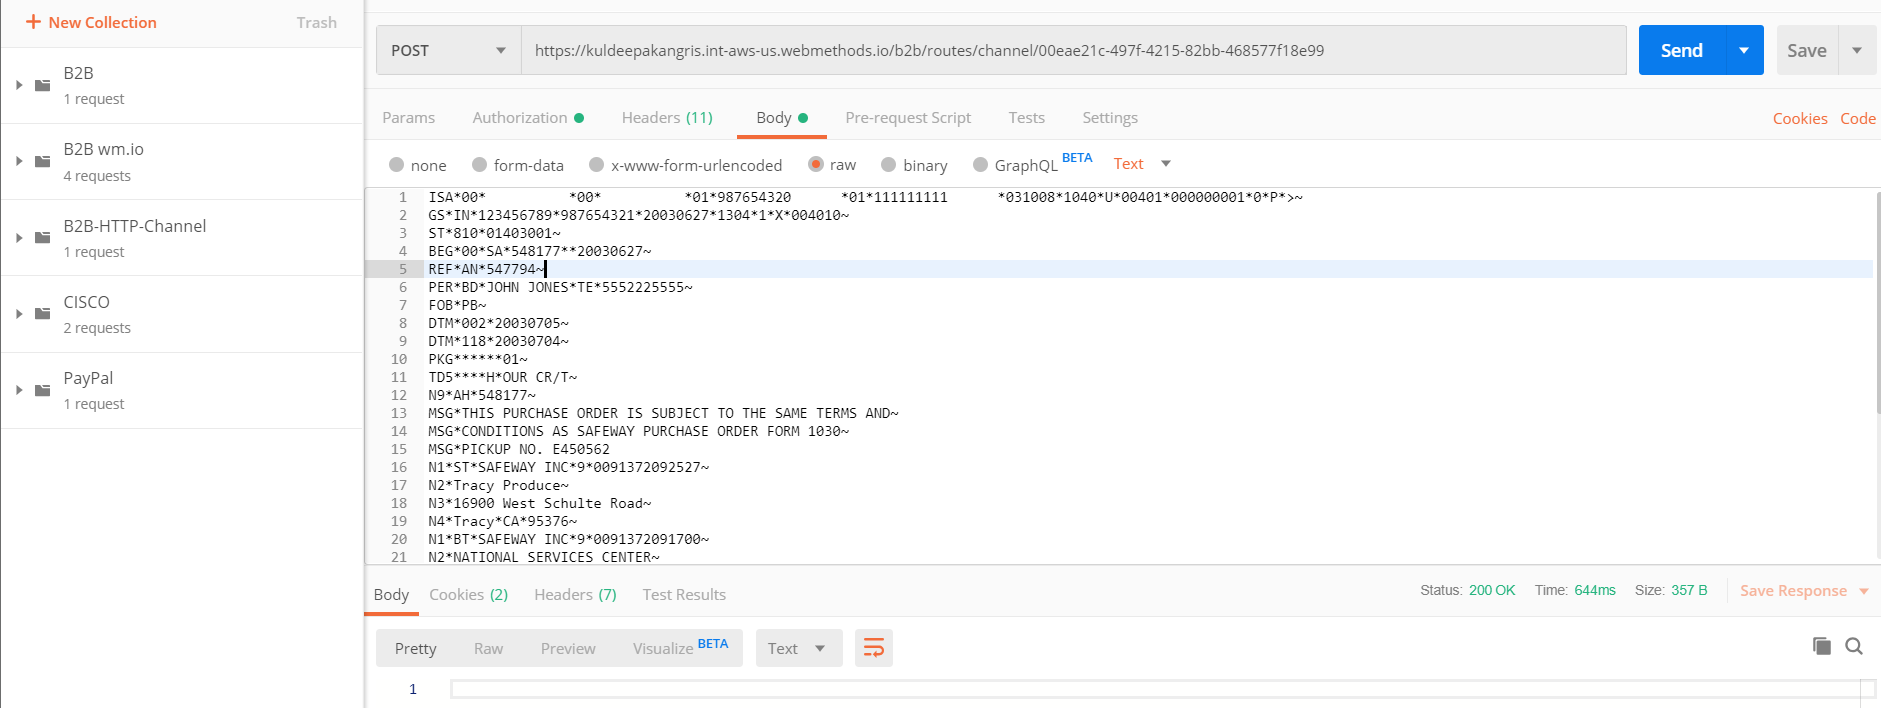 + New Collection
Trash
B2B
1 request
B2B wm.io
4 requests
B2B-HTTP-Channel
1 request
CISCO
2 requests
PayPal
1 request
POST
https://kuldeepakangris.int-aws-us.webmethods.io/b2b/routes/channel/00eae21c-497f-4215-82bb-468577f18e99
Send
Save
Params Authorization Headers (11) Body Pre-request Script Tests Settings Cookies Code
none form-data x-www-form-urlencoded raw binary GraphQL BETA Text
1 ISA*00*          *00*          *01*987654320      *01*111111111      *031008*1040*U*00401*000000001*0*P*>~
2 GS*IN*123456789*987654321*20030627*1304*1*X*004010~
3 ST*810*01403001~
4 BEG*00*SA*548177**20030627~
5 REF*AN*547794~
6 PER*BD*JOHN JONES*TE*5552225555~
7 FOB*PB~
8 DTM*002*20030705~
9 DTM*118*20030704~
10 PKG******01~
11 TD5****H*OUR CR/T~
12 N9*AH*548177~
13 MSG*THIS PURCHASE ORDER IS SUBJECT TO THE SAME TERMS AND~
14 MSG*CONDITIONS AS SAFEWAY PURCHASE ORDER FORM 1030~
15 MSG*PICKUP NO. E450562
16 N1*ST*SAFEWAY INC*9*0091372092527~
17 N2*Tracy Produce~
18 N3*16900 West Schulte Road~
19 N4*Tracy*CA*95376~
20 N1*BT*SAFEWAY INC*9*0091372091700~
21 N2*NATIONAL SERVICES CENTER~
Body Cookies (2) Headers (7) Test Results Status: 200 OK Time: 644ms Size: 357 B Save Response
Pretty Raw Preview Visualize BETA Text
1